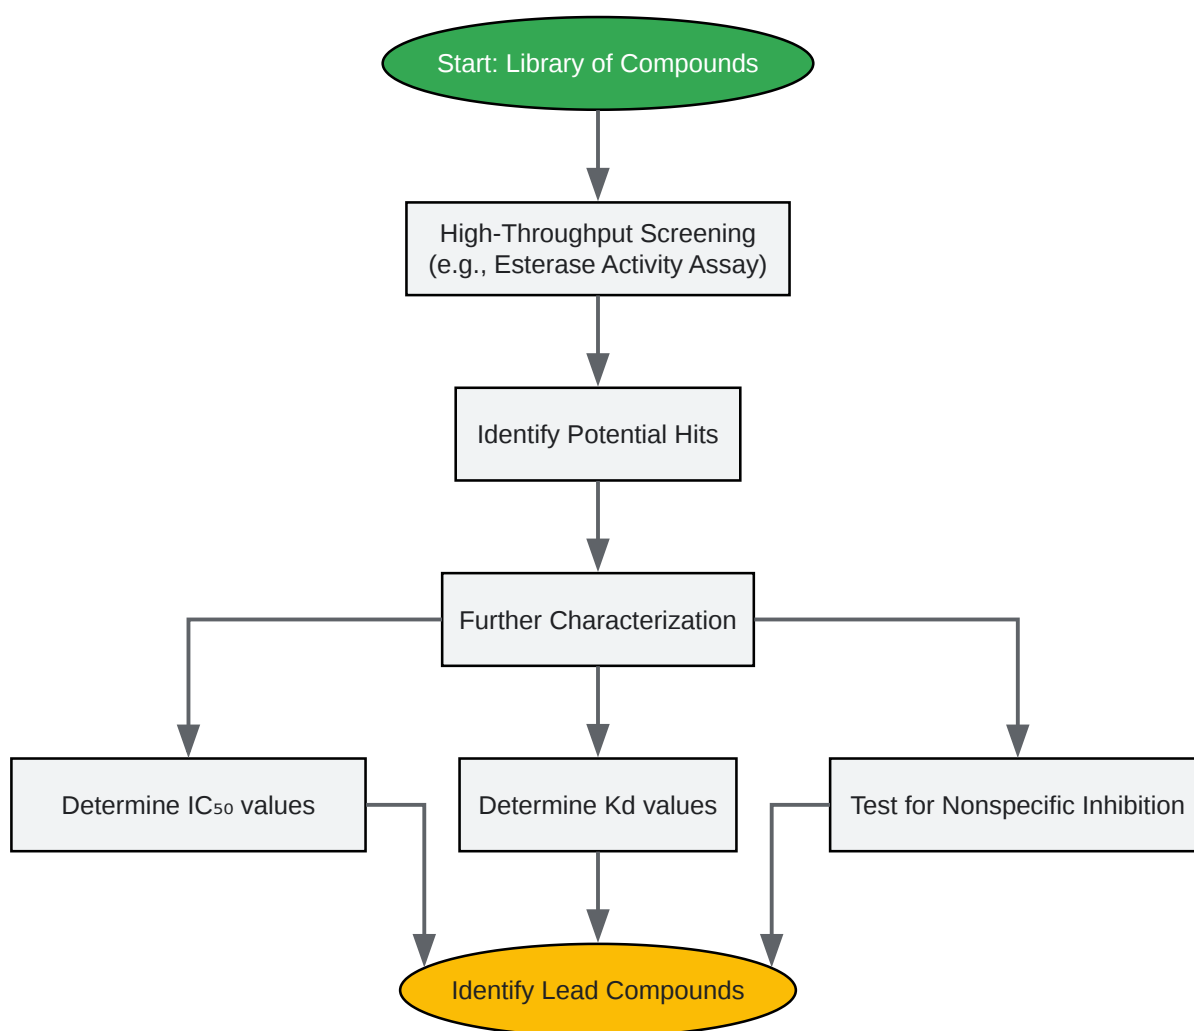 Start: Library of Compounds
High-Throughput Screening
(e.g., Esterase Activity Assay)
Identify Potential Hits
Further Characterization
Determine IC₅₀ values
Determine Kd values
Test for Nonspecific Inhibition
Identify Lead Compounds